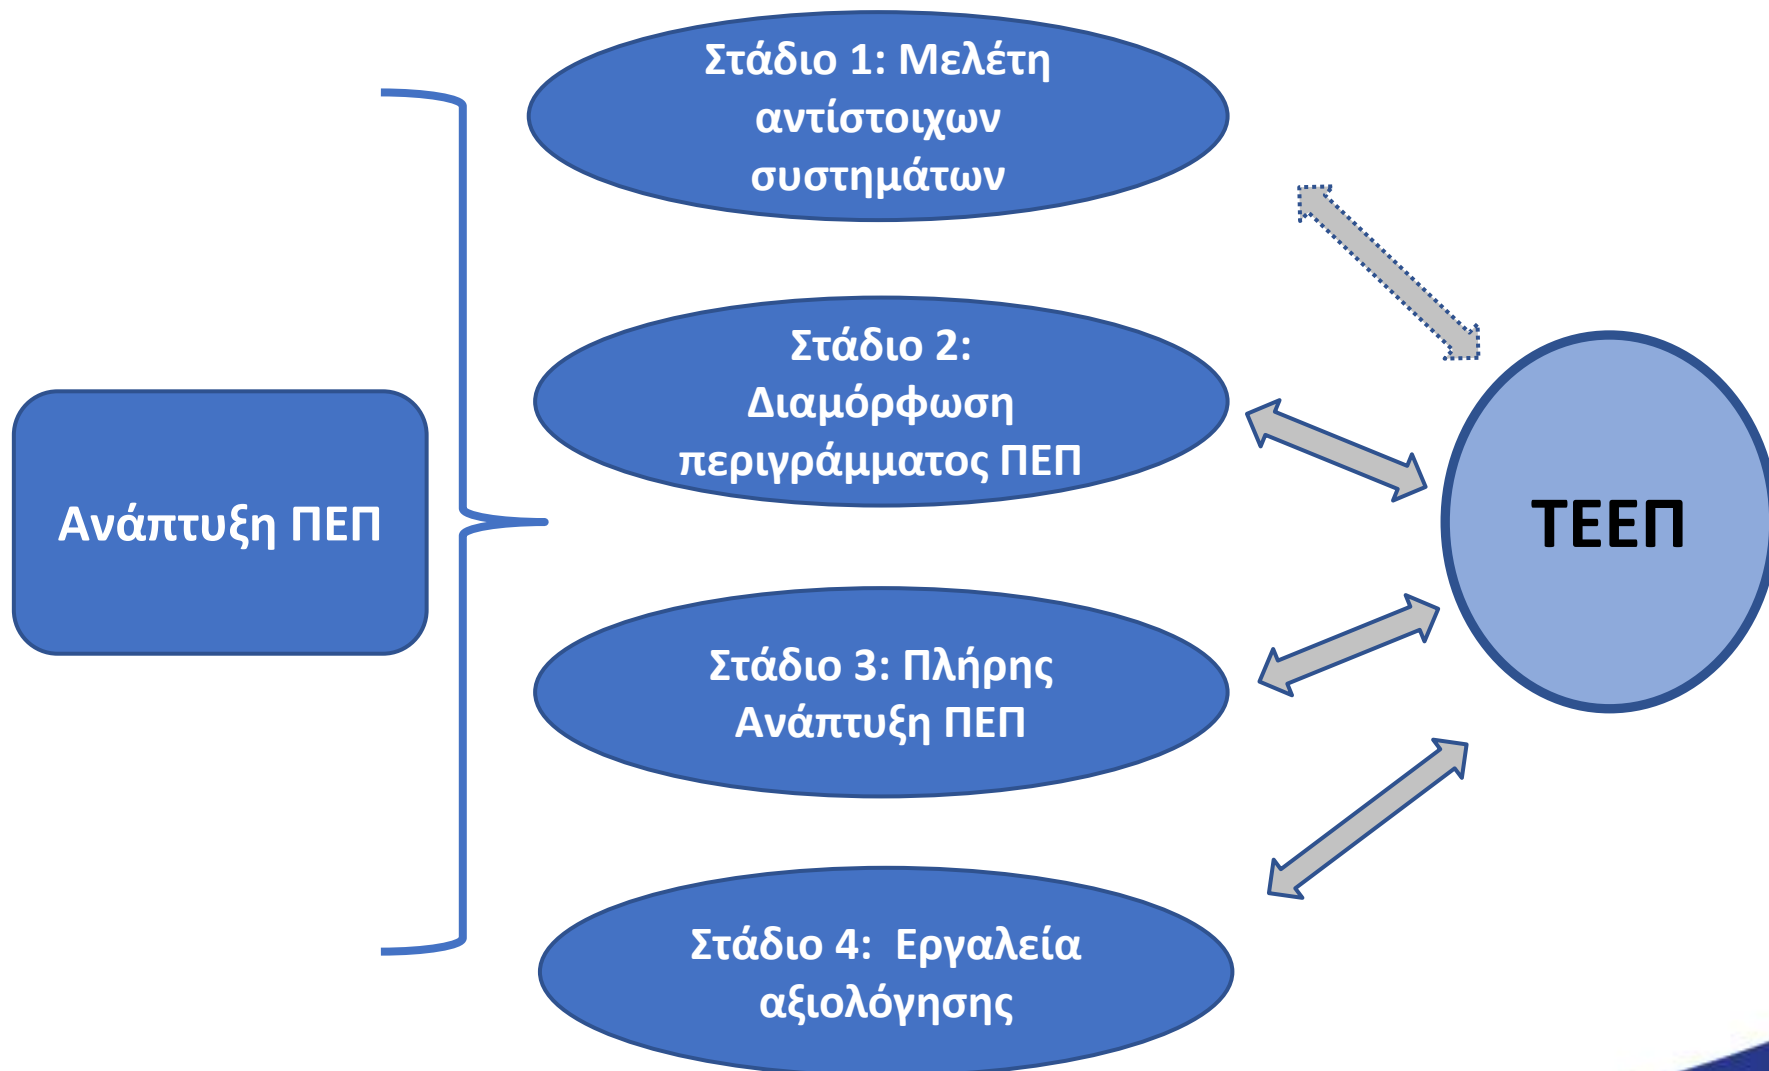 Στάδιο 1: Μελέτη
αντίστοιχων
συστημάτων
Στάδιο 2:
Διαμόρφωση
περιγράμματος ΠΕΠ
Ανάπτυξη ΠΕΠ
ΤΕΕΠ
Στάδιο 3: Πλήρης
Ανάπτυξη ΠΕΠ
Στάδιο 4:  Εργαλεία
αξιολόγησης